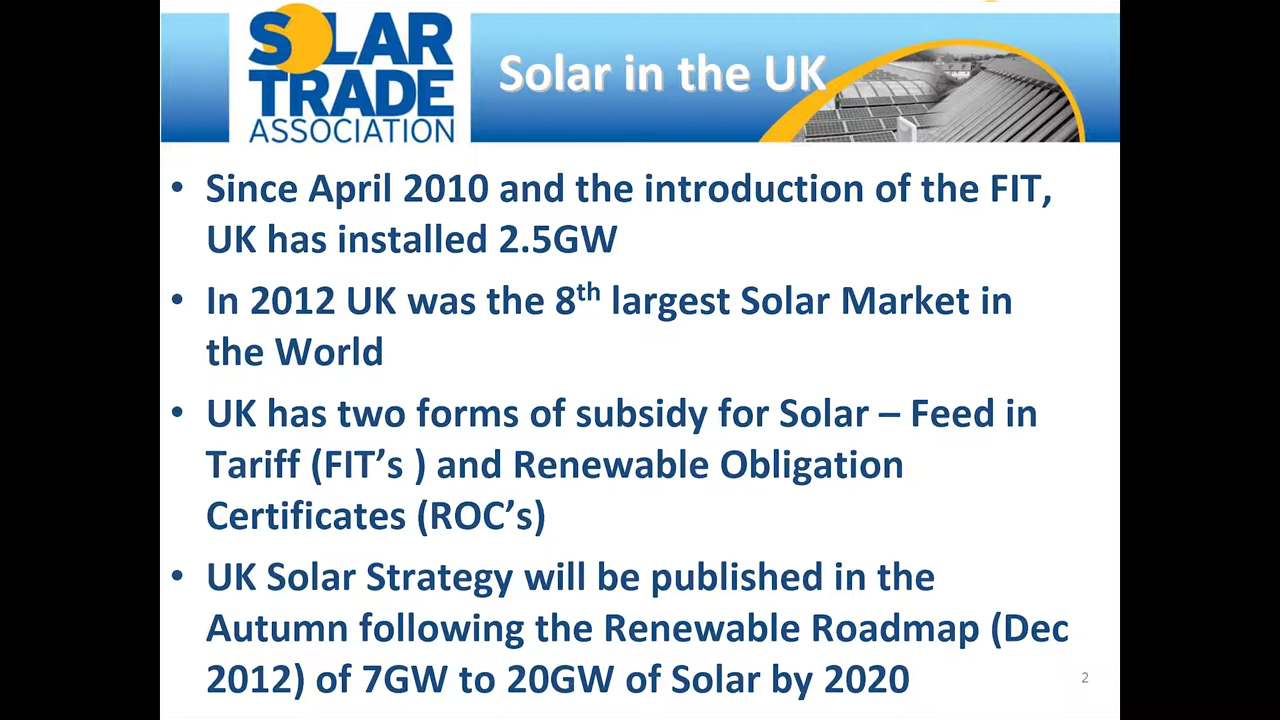 SOLAR
TRADE
ASSOCIATION
Solar in the UK
• Since April 2010 and the introduction of the FIT,
UK has installed 2.5GW
• In 2012 UK was the 8th largest Solar Market in
the World
• UK has two forms of subsidy for Solar – Feed in
Tariff (FIT’s ) and Renewable Obligation
Certificates (ROC’s)
• UK Solar Strategy will be published in the
Autumn following the Renewable Roadmap (Dec
2012) of 7GW to 20GW of Solar by 2020
2